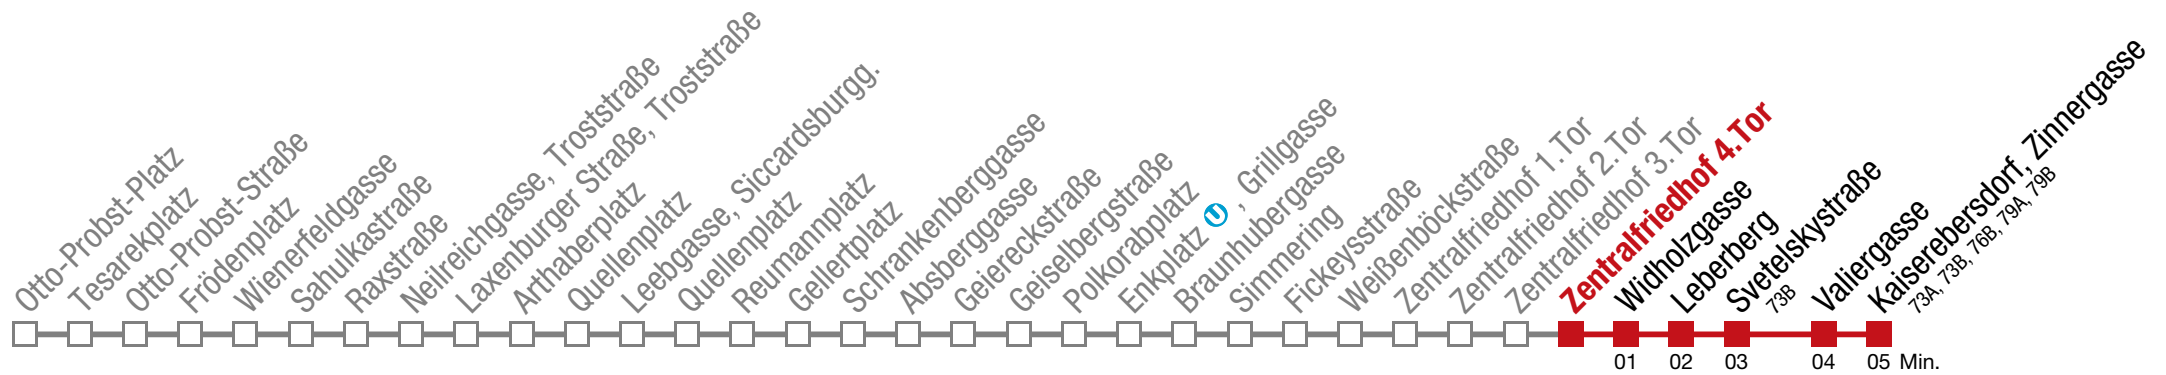 Otto-Probst-Platz
Tesarekplatz
Otto-Probst-Straße
Frödenplatz
Wienerfeldgasse
Sahulkastraße
Raxstraße
Neilreichgasse, Troststraße
Laxenburger Straße, Troststraße
Arthaberplatz
Quellenplatz
Leebgasse, Siccardsburgg.
Quellenplatz
Reumannplatz
Gellertplatz
Schrankenberggasse
Absberggasse
Geiereckstraße
Geiselbergstraße
Polkorabplatz
Enkplatz U , Grillgasse
Braunhubergasse
Simmering
Fickeysstraße
Weißenböckstraße
Zentralfriedhof 1.Tor
Zentralfriedhof 2.Tor
Zentralfriedhof 3.Tor
Zentralfriedhof 4.Tor
Widholzgasse
Leberberg
Svetelskystraße
73B
Valiergasse
Kaiserebersdorf, Zinnergasse
73A, 73B, 76B, 79A, 79B
01 02 03 04 05 Min.